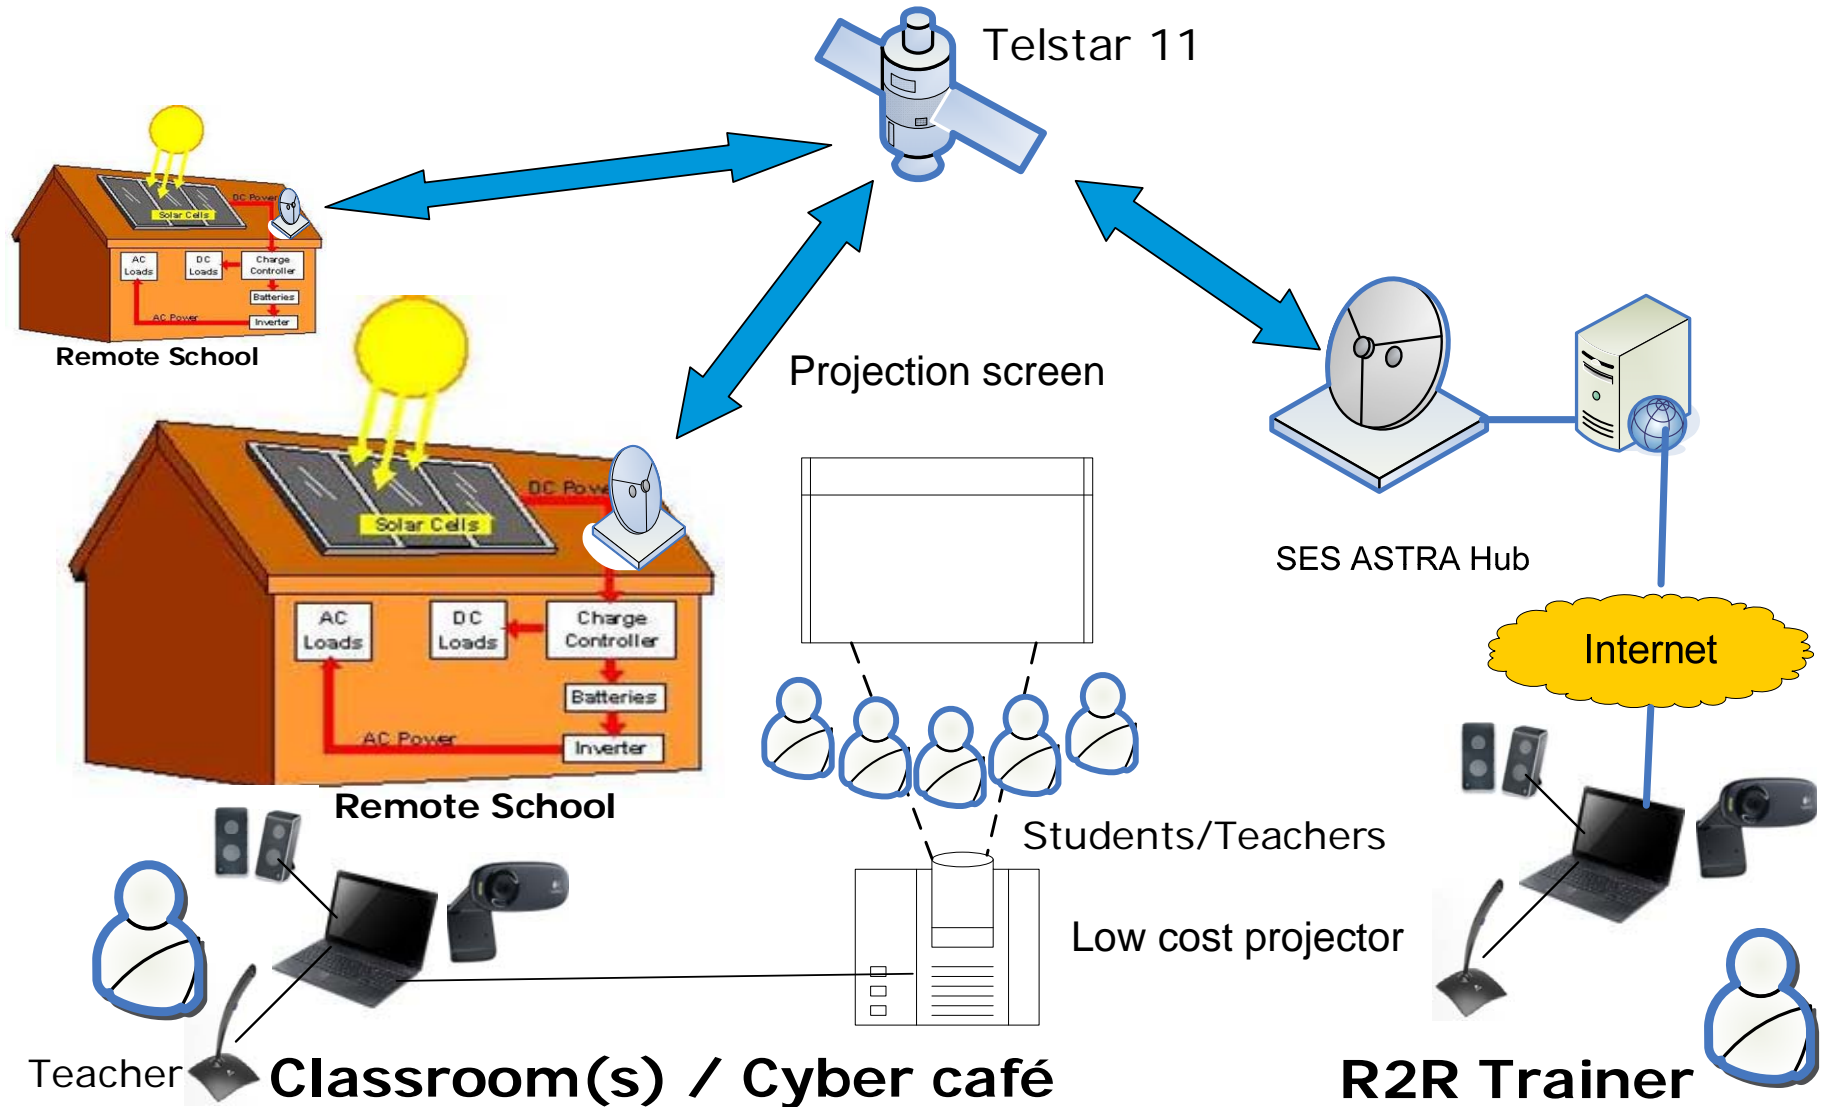 Telstar 11
DC Power
Solar Cells
AC
Loads
DC
Loads
Charge
Controller
Batteries
AC Power
Inverter
Remote School
Projection screen
DC Power
Solar Cells
SES ASTRA Hub
AC
Loads
DC
Loads
Charge
Controller
Internet
Batteries
AC Power
Inverter
Remote School
Students/Teachers
Low cost projector
Teacher
Classroom(s) / Cyber café
R2R Trainer